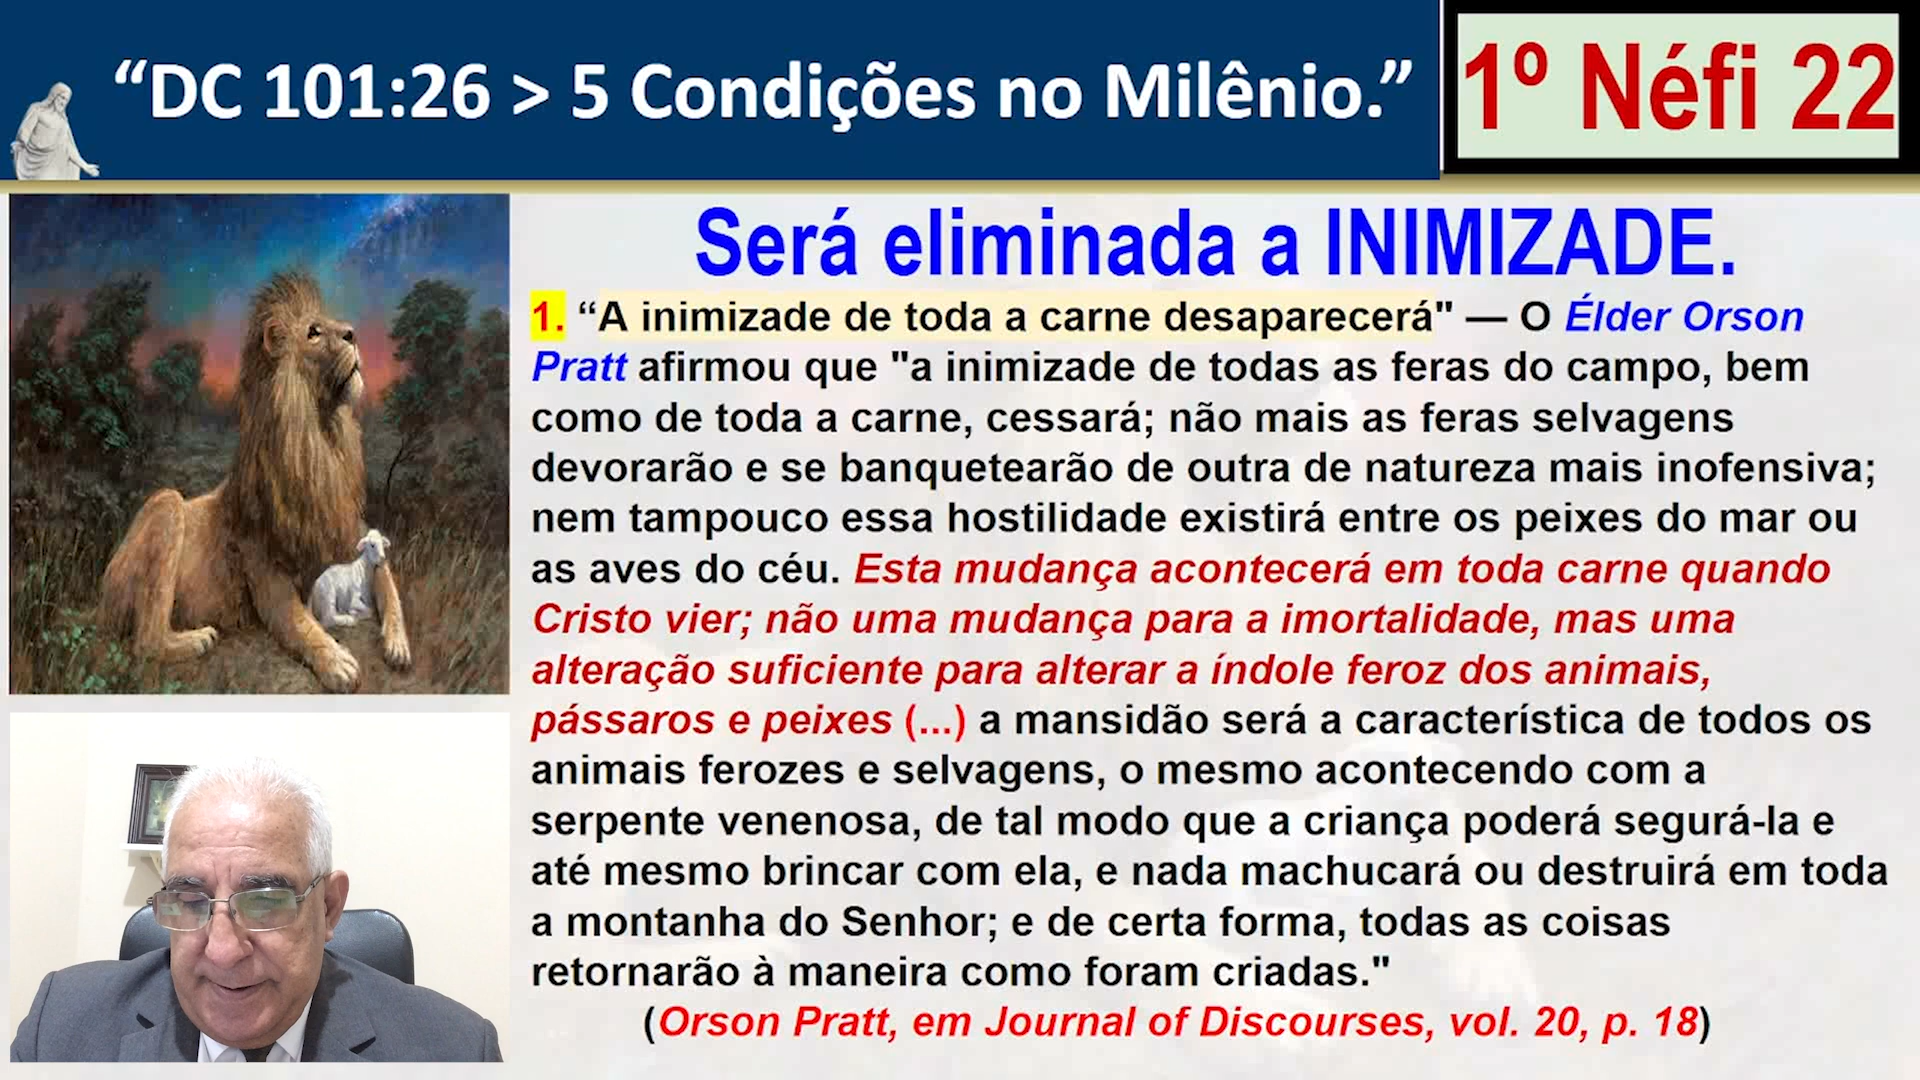 “DC 101:26 > 5 Condições no Milênio.”
1º Néfi 22
Será eliminada a INIMIZADE.
1. “A inimizade de toda a carne desaparecerá" — O Élder Orson
Pratt afirmou que "a inimizade de todas as feras do campo, bem
como de toda a carne, cessará; não mais as feras selvagens
devorarão e se banquetearão de outra de natureza mais inofensiva;
nem tampouco essa hostilidade existirá entre os peixes do mar ou
as aves do céu. Esta mudança acontecerá em toda carne quando
Cristo vier; não uma mudança para a imortalidade, mas uma
alteração suficiente para alterar a índole feroz dos animais,
pássaros e peixes (...) a mansidão será a característica de todos os
animais ferozes e selvagens, o mesmo acontecendo com a
serpente venenosa, de tal modo que a criança poderá segurá-la e
até mesmo brincar com ela, e nada machucará ou destruirá em toda
a montanha do Senhor; e de certa forma, todas as coisas
retornarão à maneira como foram criadas."
(Orson Pratt, em Journal of Discourses, vol. 20, p. 18)